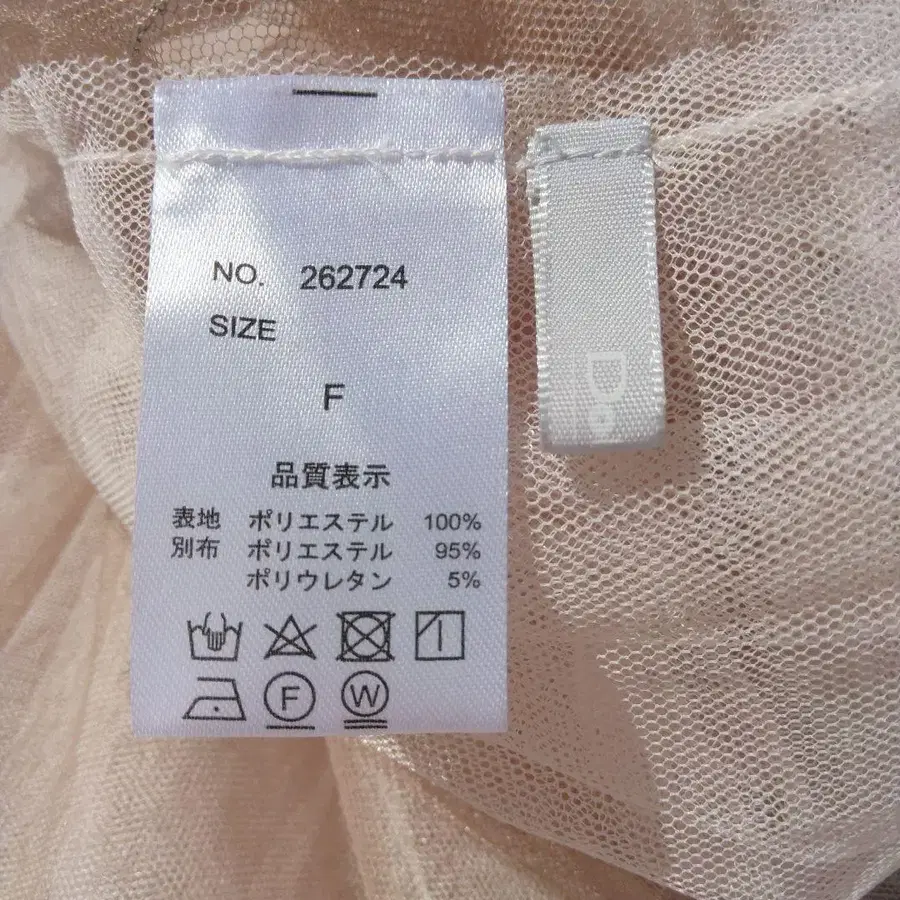 NO. 262724
SIZE
F
品質表示
表地 ポリエステル 100%
別布 ポリエステル 95%
ポリウレタン 5%
F
W